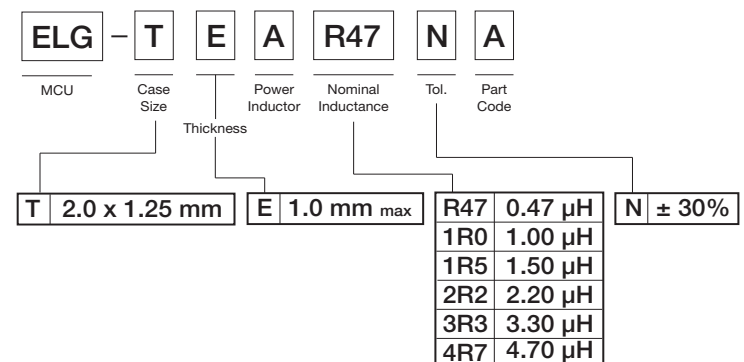 ELG – T E A R47 N A
MCU Case Size Power Inductor Nominal Inductance Tol. Part Code
Thickness
T 2.0 x 1.25 mm
E 1.0 mm max
R47 0.47 µH
1R0 1.00 µH
1R5 1.50 µH
2R2 2.20 µH
3R3 3.30 µH
4R7 4.70 µH
N ± 30%